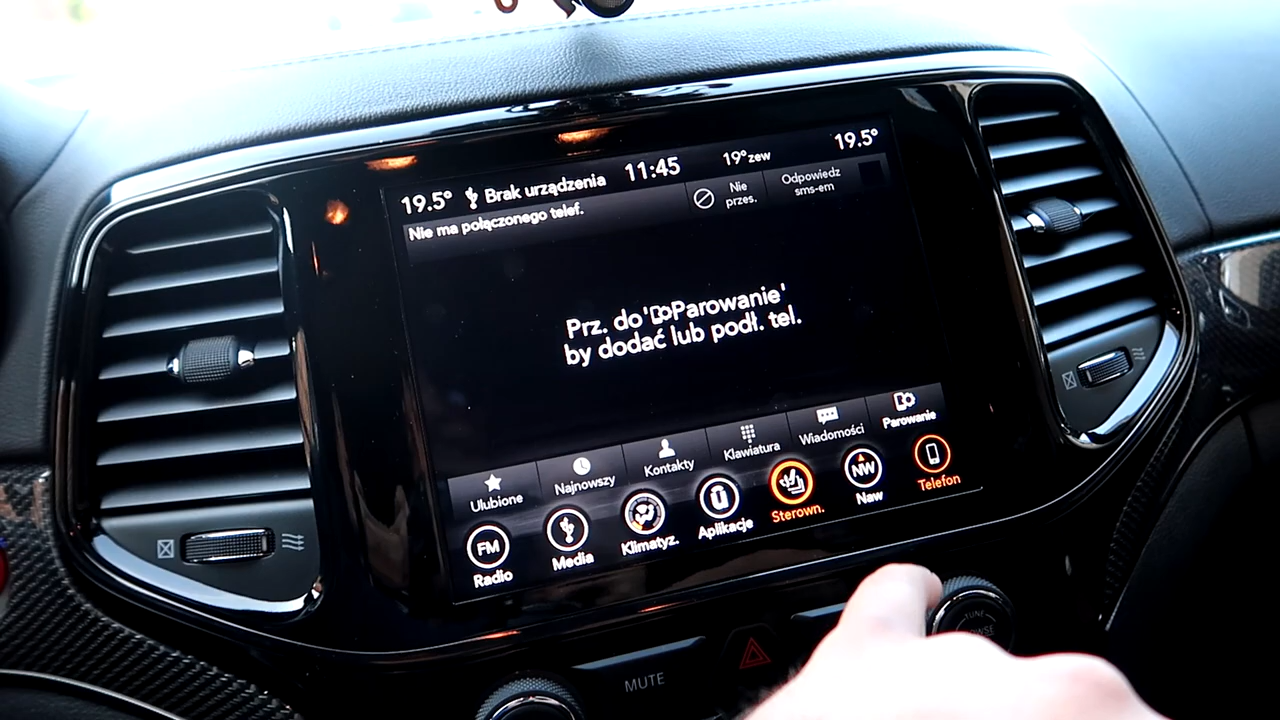 19.5° Brak urządzenia 11:45 19° zew 19.5°
Nie ma połączonego telef.
Nie
przes.
Odpowiedz
sms-em
Prz. do 'Parowanie'
by dodać lub podł. tel.
Ulubione Najnowszy Kontakty Klawiatura Wiadomości Parowanie
FM NW
Radio Media Klimatyz. Aplikacje Sterown. Naw Telefon
MUTE
TUNE
BROWSE